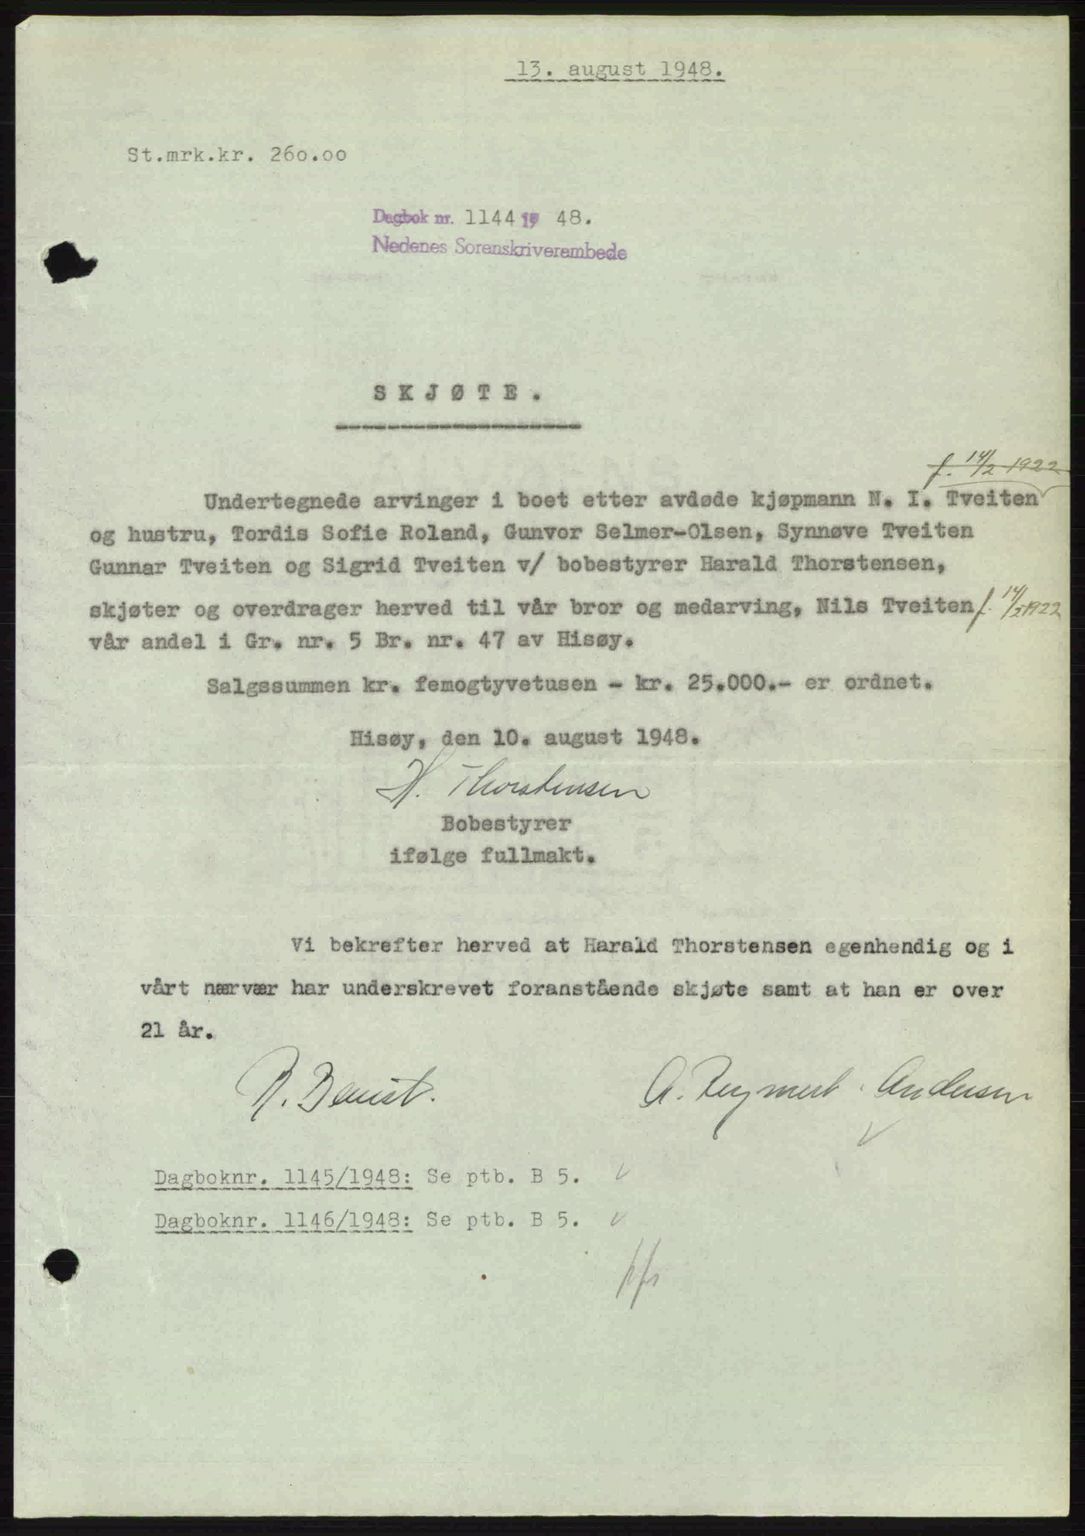 13. august 1948.
St.mrk.kr. 260.00
Dagbok nr. 1144 19 48.
Nedenes Sorenskriverembede
SKJØTE.
f. 14/2 1922
Undertegnede arvinger i boet etter avdøde kjøpmann N. I. Tveiten
og hustru, Tordis Sofie Roland, Gunvor Selmer-Olsen, Synnøve Tveiten
Gunnar Tveiten og Sigrid Tveiten v/ bobestyrer Harald Thorstensen,
skjøter og overdrager herved til vår bror og medarving, Nils Tveiten f. 14/2 1922
vår andel i Gr. nr. 5 Br. nr. 47 av Hisøy.
Salgssummen kr. femogtyvetusen - kr. 25.000.- er ordnet.
Hisøy, den 10. august 1948.
H. Thorstensen
Bobestyrer
ifølge fullmakt.
Vi bekrefter herved at Harald Thorstensen egenhendig og i
vårt nærvær har underskrevet foranstående skjøte samt at han er over
21 år.
A. Reymert Andersen
Dagboknr. 1145/1948: Se ptb. B 5.
Dagboknr. 1146/1948: Se ptb. B 5.